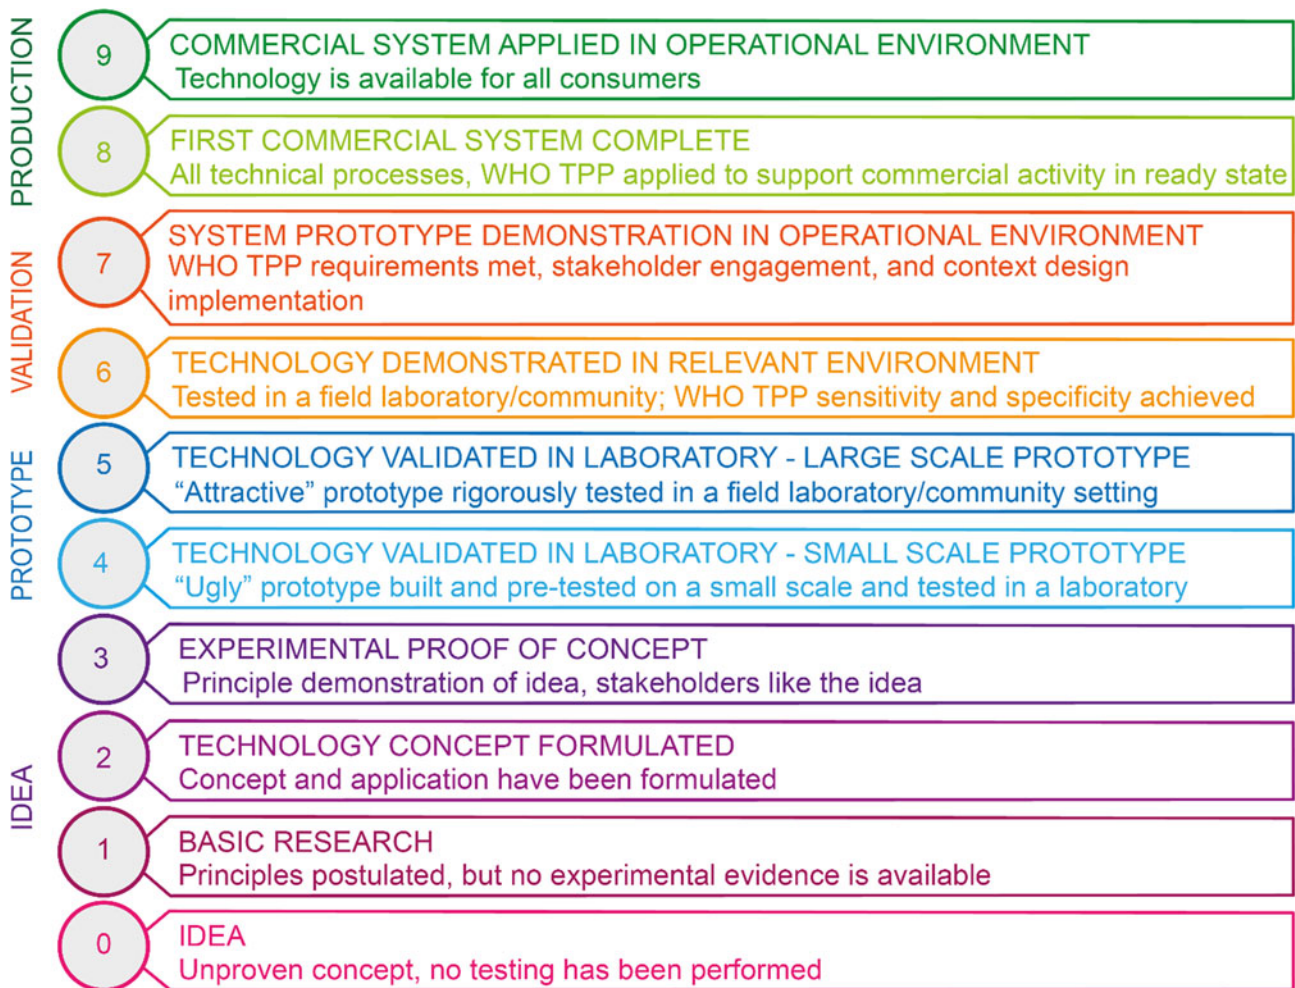 PRODUCTION
9
COMMERCIAL SYSTEM APPLIED IN OPERATIONAL ENVIRONMENT
Technology is available for all consumers
8
FIRST COMMERCIAL SYSTEM COMPLETE
All technical processes, WHO TPP applied to support commercial activity in ready state
VALIDATION
7
SYSTEM PROTOTYPE DEMONSTRATION IN OPERATIONAL ENVIRONMENT
WHO TPP requirements met, stakeholder engagement, and context design
implementation
6
TECHNOLOGY DEMONSTRATED IN RELEVANT ENVIRONMENT
Tested in a field laboratory/community; WHO TPP sensitivity and specificity achieved
PROTOTYPE
5
TECHNOLOGY VALIDATED IN LABORATORY - LARGE SCALE PROTOTYPE
“Attractive” prototype rigorously tested in a field laboratory/community setting
4
TECHNOLOGY VALIDATED IN LABORATORY - SMALL SCALE PROTOTYPE
“Ugly” prototype built and pre-tested on a small scale and tested in a laboratory
IDEA
3
EXPERIMENTAL PROOF OF CONCEPT
Principle demonstration of idea, stakeholders like the idea
2
TECHNOLOGY CONCEPT FORMULATED
Concept and application have been formulated
1
BASIC RESEARCH
Principles postulated, but no experimental evidence is available
0
IDEA
Unproven concept, no testing has been performed